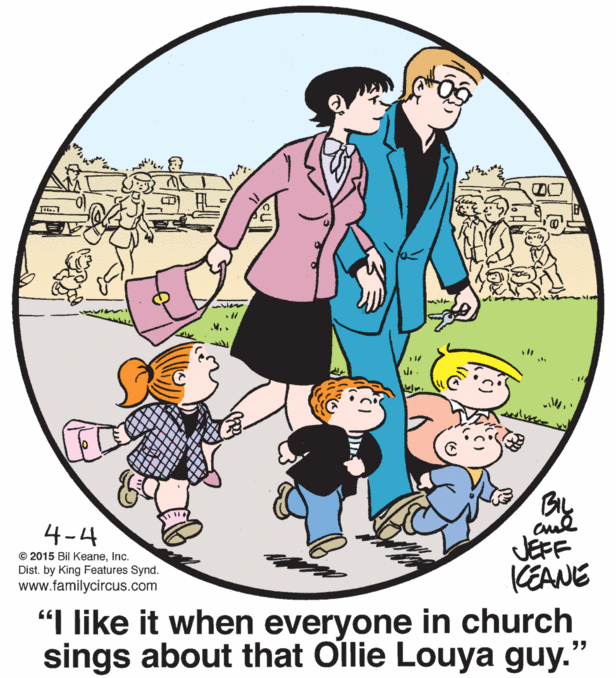 4-4
© 2015 Bil Keane, Inc.
Dist. by King Features Synd.
www.familycircus.com
BIL
and
JEFF
KEANE
“I like it when everyone in church
sings about that Ollie Louya guy.”